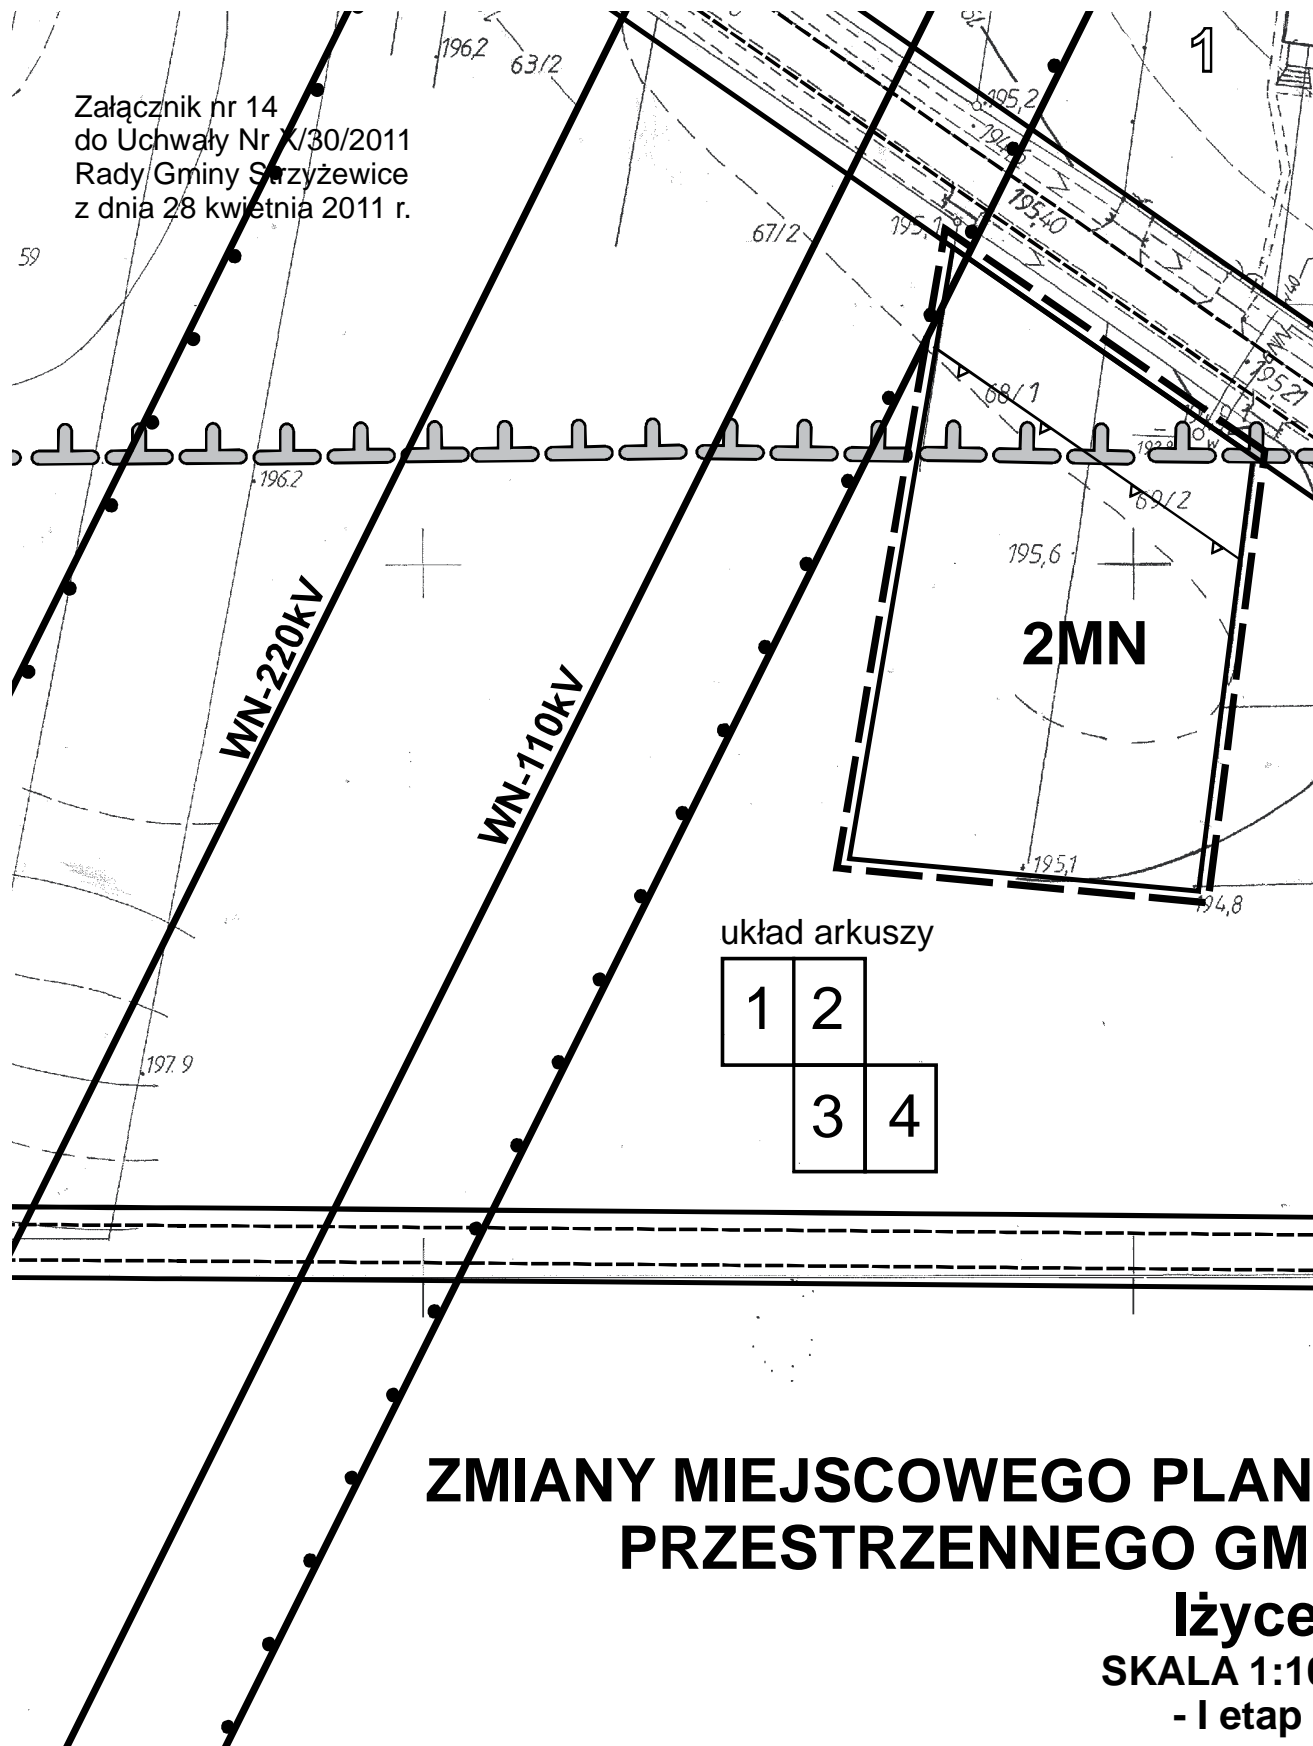 1
196,2
63/2
Załącznik nr 14
do Uchwały Nr X/30/2011
Rady Gminy Strzyżewice
z dnia 28 kwietnia 2011 r.
195,2
195,40
67/2
59
40
195,21
68/1
196.2
69/2
195,6
2MN
WN-220kV
WN-110kV
195,1
194,8
układ arkuszy
1 2
3 4
197.9
ZMIANY MIEJSCOWEGO PLAN
PRZESTRZENNEGO GM
Iżyce
SKALA 1:10
- I etap